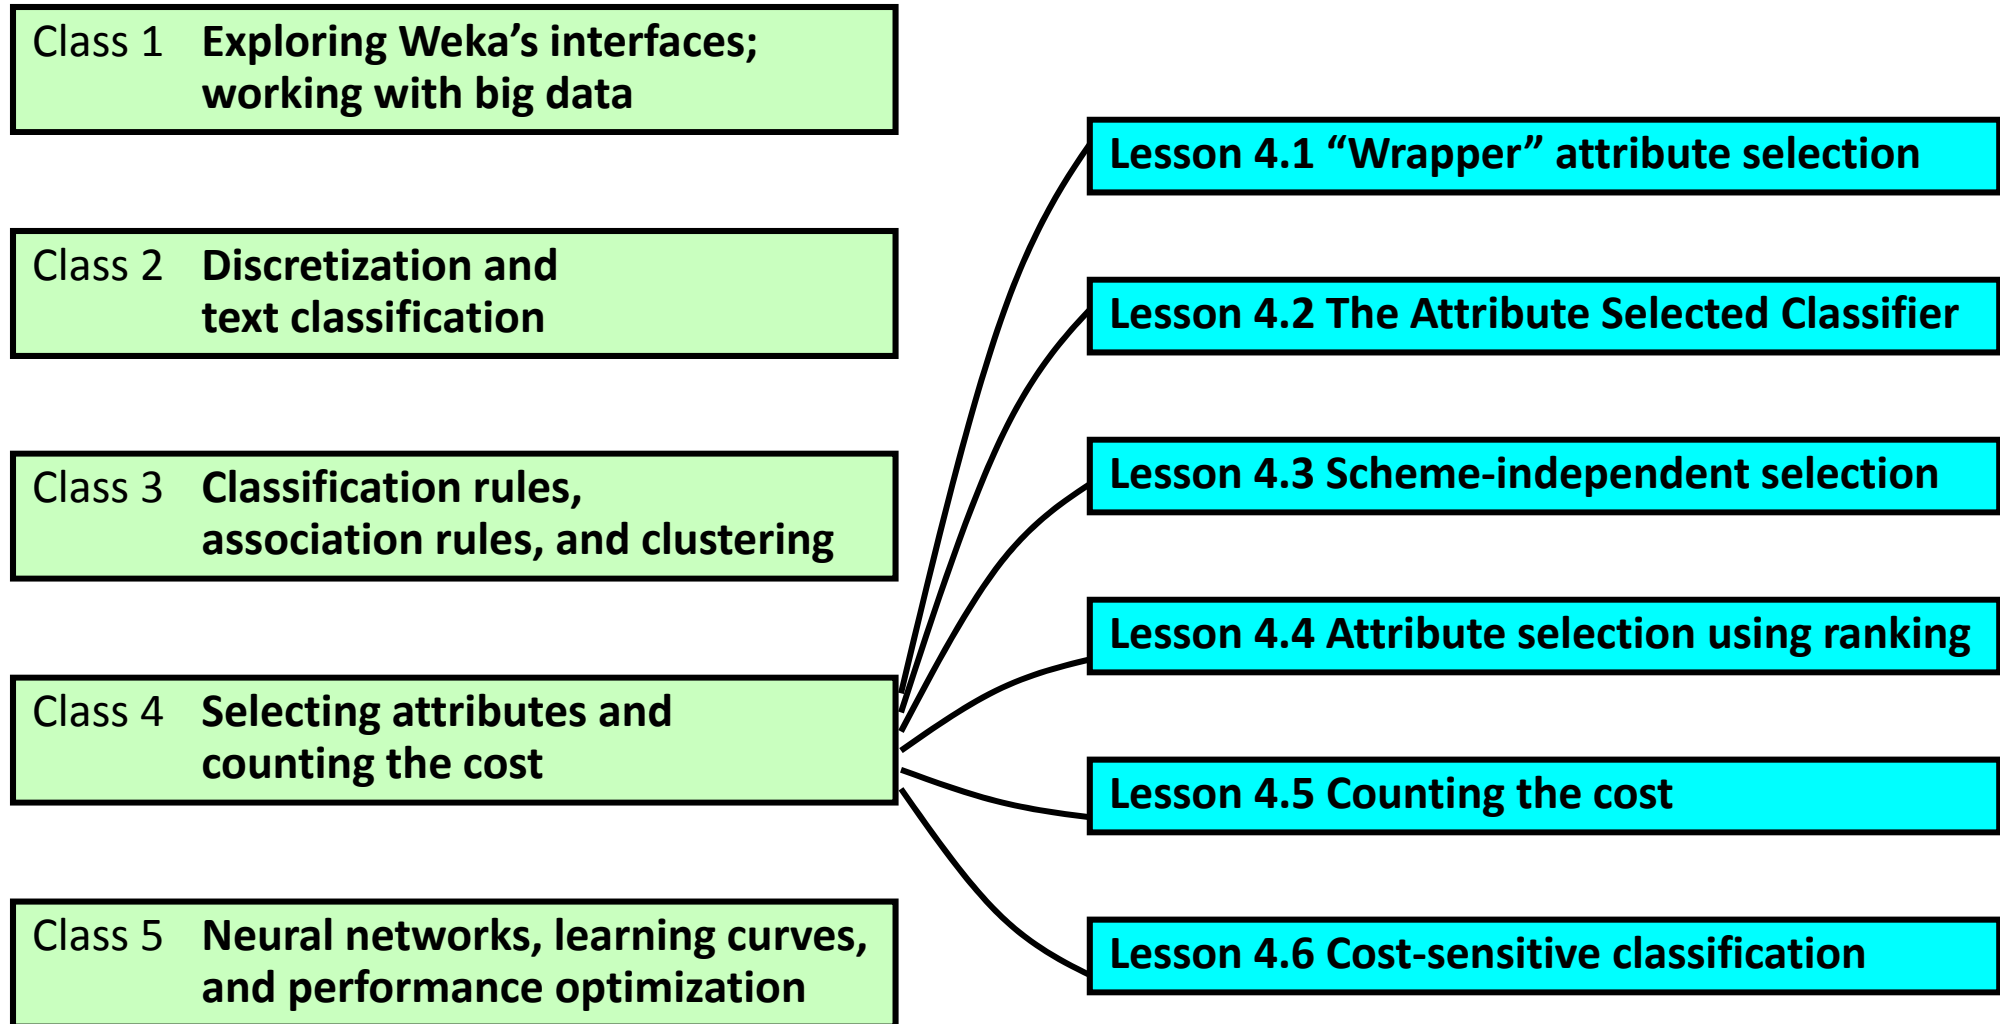 Class 1 Exploring Weka’s interfaces;
working with big data
Class 2 Discretization and
text classification
Class 3 Classification rules,
association rules, and clustering
Class 4 Selecting attributes and
counting the cost
Class 5 Neural networks, learning curves,
and performance optimization
Lesson 4.1 “Wrapper” attribute selection
Lesson 4.2 The Attribute Selected Classifier
Lesson 4.3 Scheme-independent selection
Lesson 4.4 Attribute selection using ranking
Lesson 4.5 Counting the cost
Lesson 4.6 Cost-sensitive classification